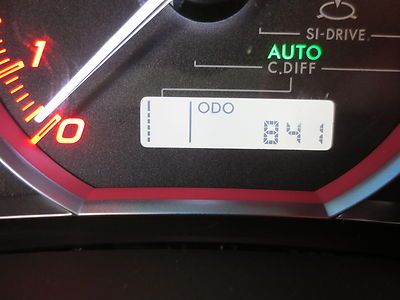 SI-DRIVE
AUTO
C.DIFF
1
ODO
0